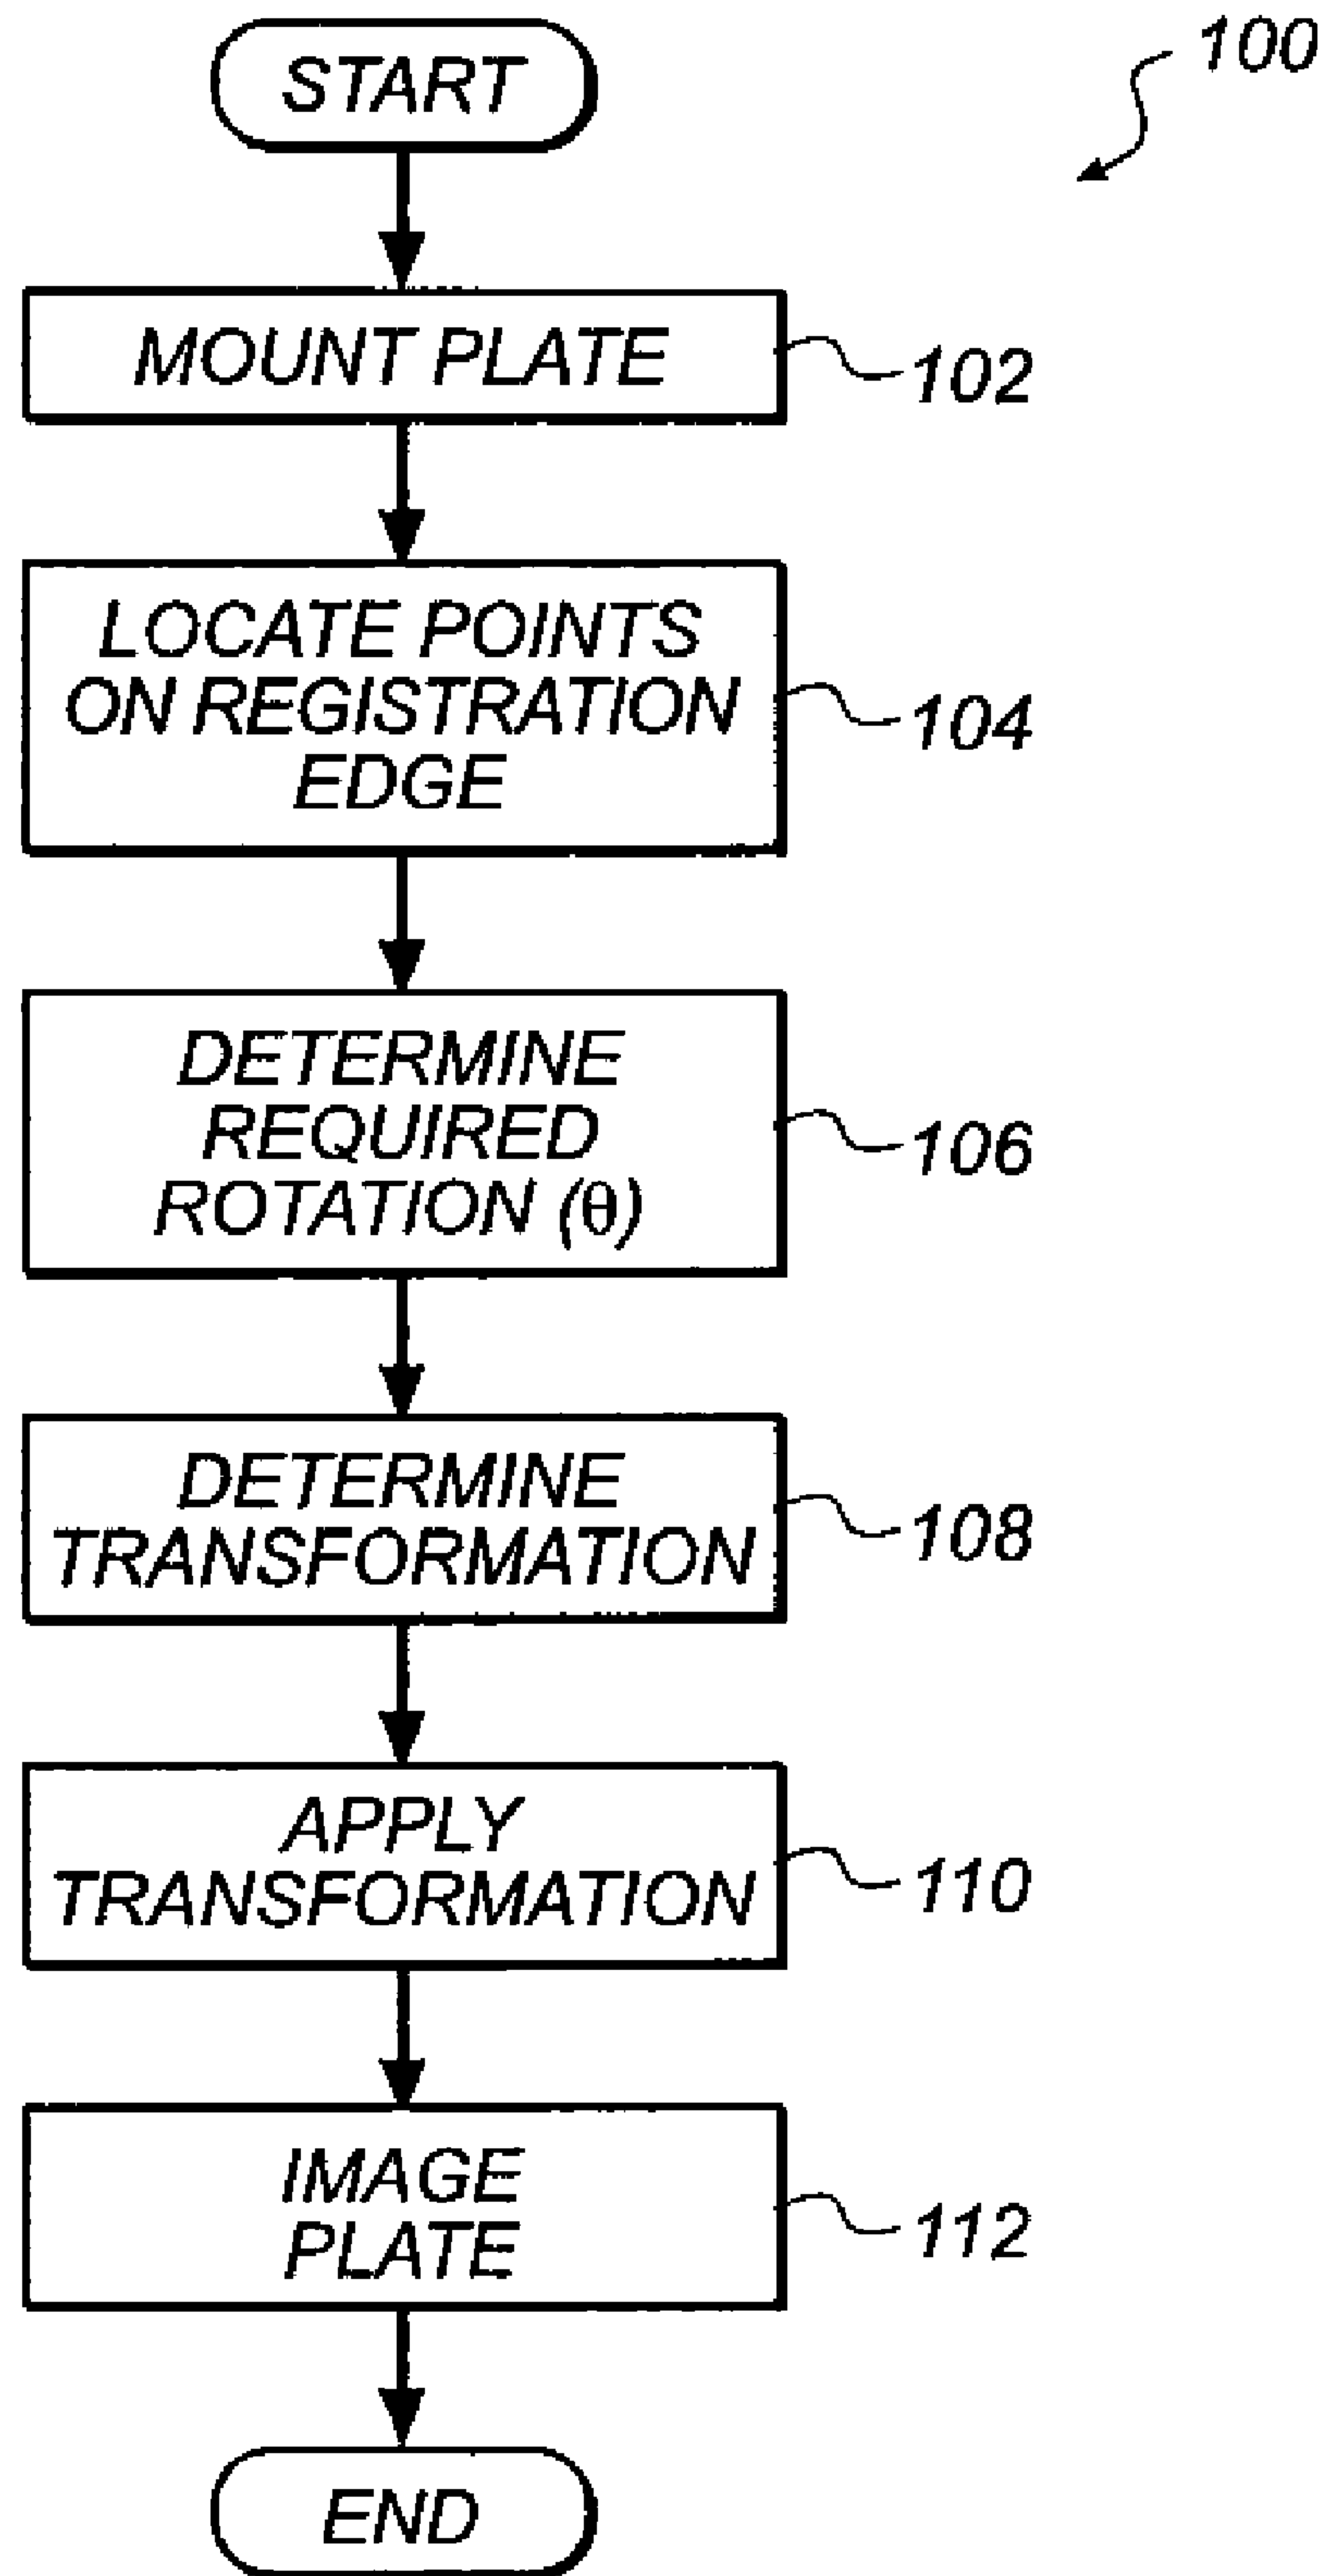 START
100
MOUNT PLATE
102
LOCATE POINTS
ON REGISTRATION
EDGE
104
DETERMINE
REQUIRED
ROTATION (θ)
106
DETERMINE
TRANSFORMATION
108
APPLY
TRANSFORMATION
110
IMAGE
PLATE
112
END